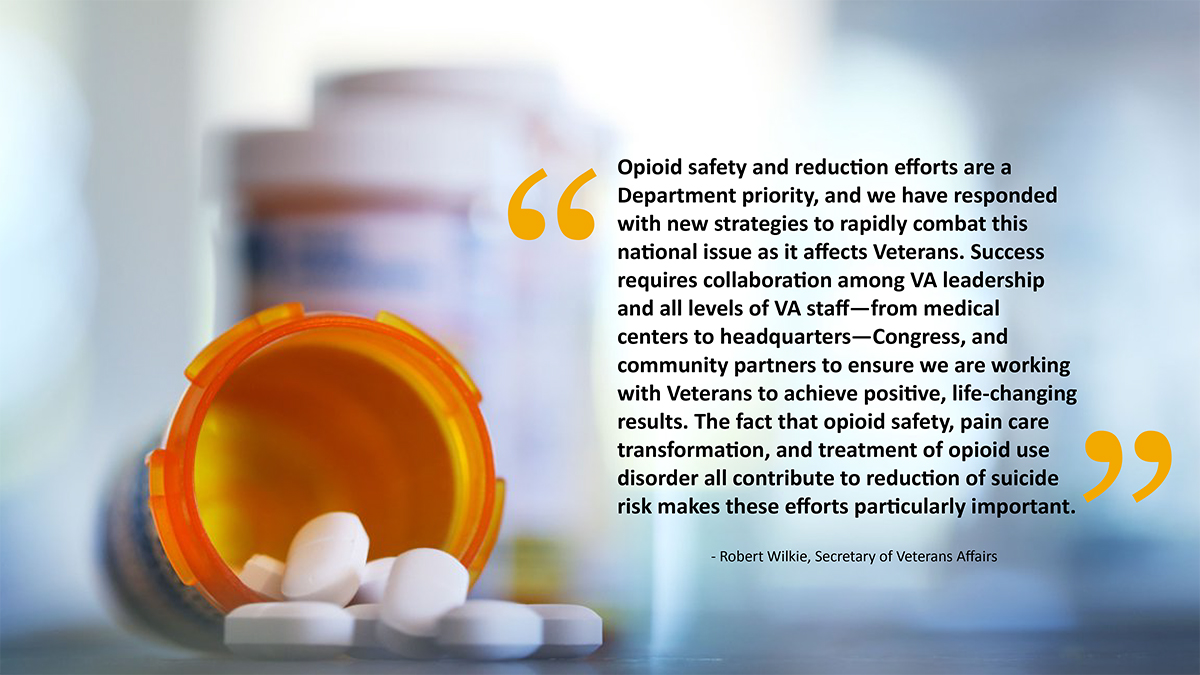 “ Opioid safety and reduction efforts are a
Department priority, and we have responded
with new strategies to rapidly combat this
national issue as it affects Veterans. Success
requires collaboration among VA leadership
and all levels of VA staff—from medical
centers to headquarters—Congress, and
community partners to ensure we are working
with Veterans to achieve positive, life-changing
results. The fact that opioid safety, pain care
transformation, and treatment of opioid use
disorder all contribute to reduction of suicide
risk makes these efforts particularly important. ”
- Robert Wilkie, Secretary of Veterans Affairs